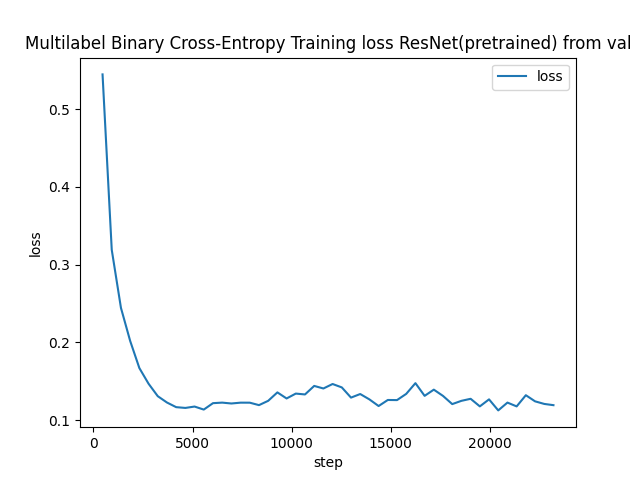 Multilabel Binary Cross-Entropy Training loss ResNet(pretrained) from val
loss
0.5
0.4
0.3
0.2
0.1
loss
0
5000
10000
15000
20000
step